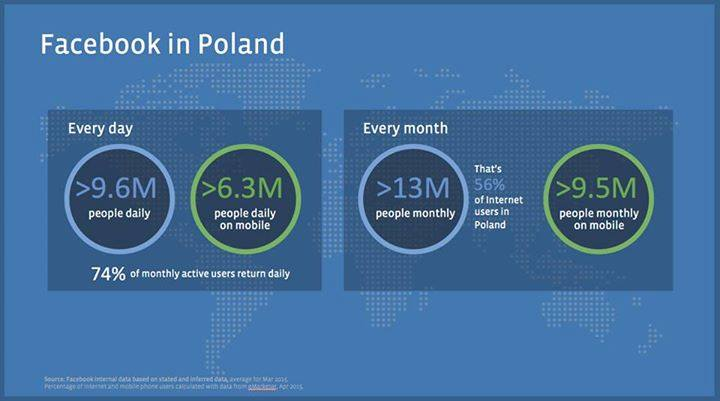 Facebook in Poland
Every day
>9.6M
people daily
>6.3M
people daily
on mobile
74% of monthly active users return daily
Every month
>13M
people monthly
That's
56%
of Internet
users in
Poland
>9.5M
people monthly
on mobile
Source: Facebook internal data based on stated and inferred data, average for Mar 2015.
Percentage of Internet and mobile phone users calculated with data from eMarketer, Apr 2015.